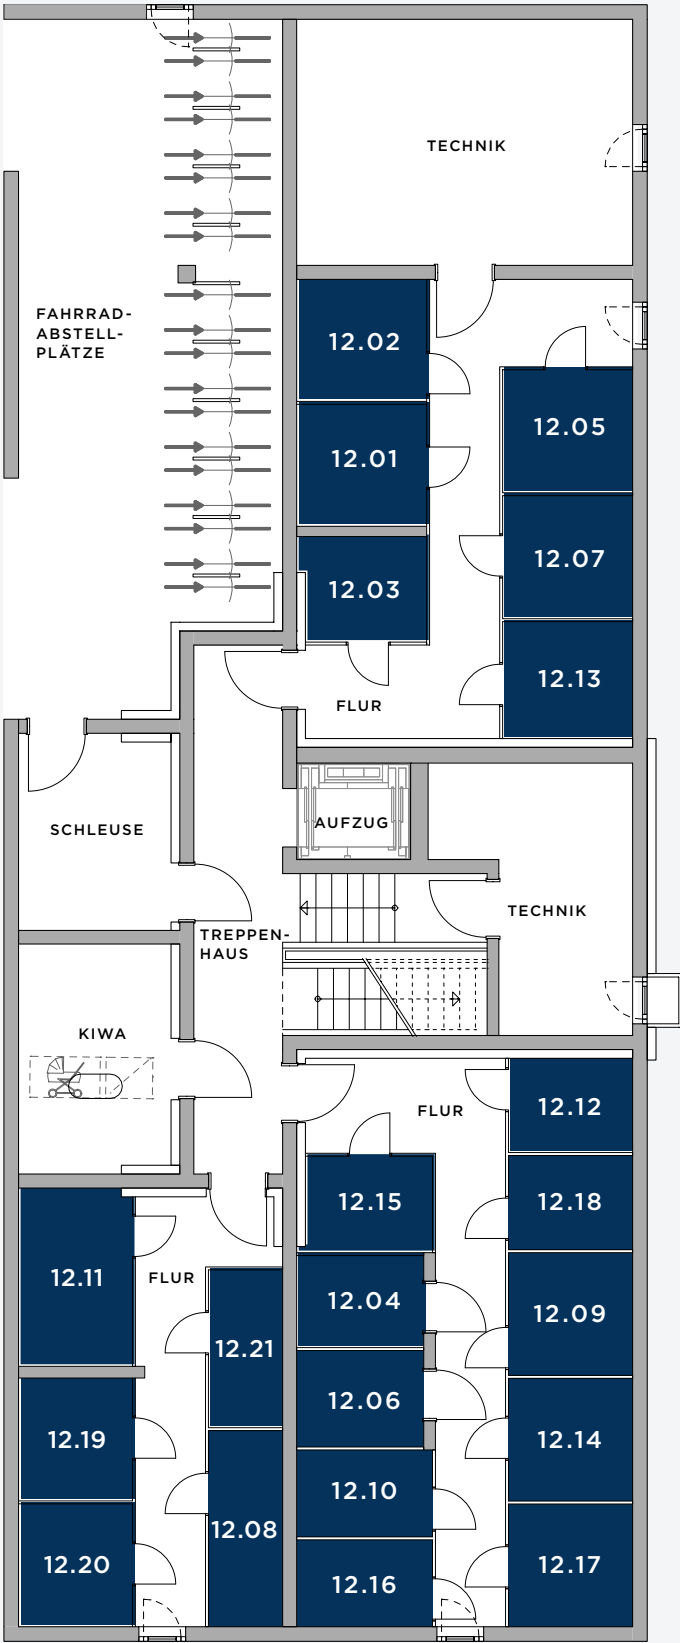 TECHNIK
FAHRRAD-
ABSTELL-
PLÄTZE
12.02
12.01
12.05
12.07
12.03
12.13
FLUR
SCHLEUSE
AUFZUG
TECHNIK
TREPPEN-
HAUS
KIWA
FLUR
12.12
12.15
12.18
12.11
FLUR
12.04
12.09
12.21
12.06
12.19
12.14
12.10
12.08
12.20
12.16
12.17